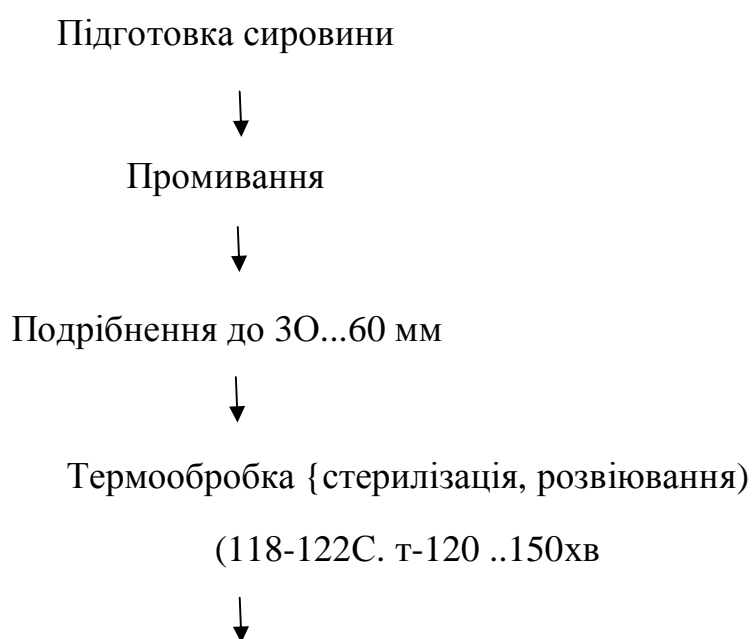 Підготовка сировини
Промивання
Подрібнення до 3О...60 мм
Термообробка {стерилізація, розвіювання)
(118-122С. т-120 ..150хв